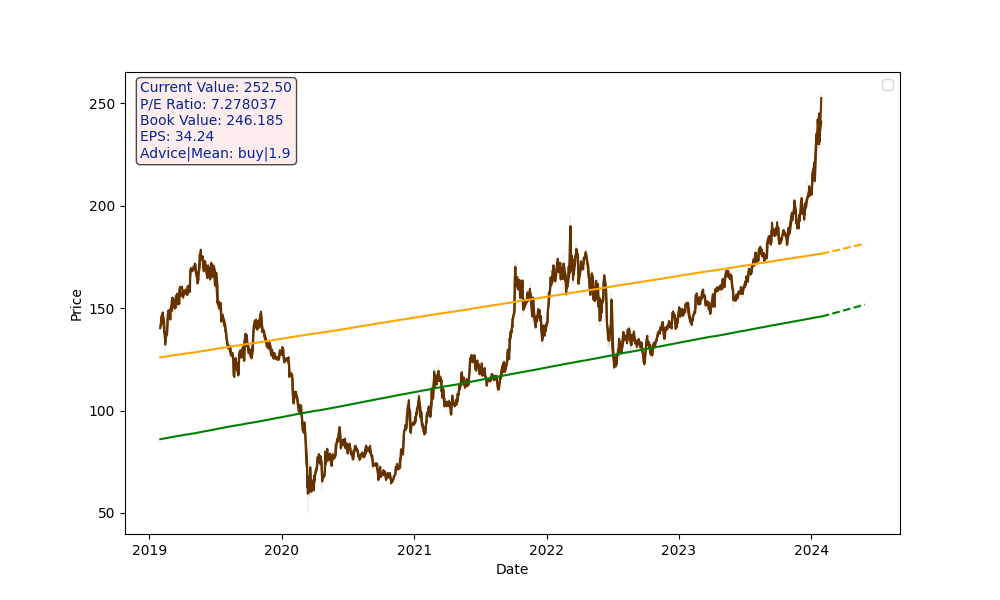 Current Value: 252.50
P/E Ratio: 7.278037
Book Value: 246.185
EPS: 34.24
Advice|Mean: buy|1.9
250
200
150
100
50
Price
2019 2020 2021 2022 2023 2024
Date